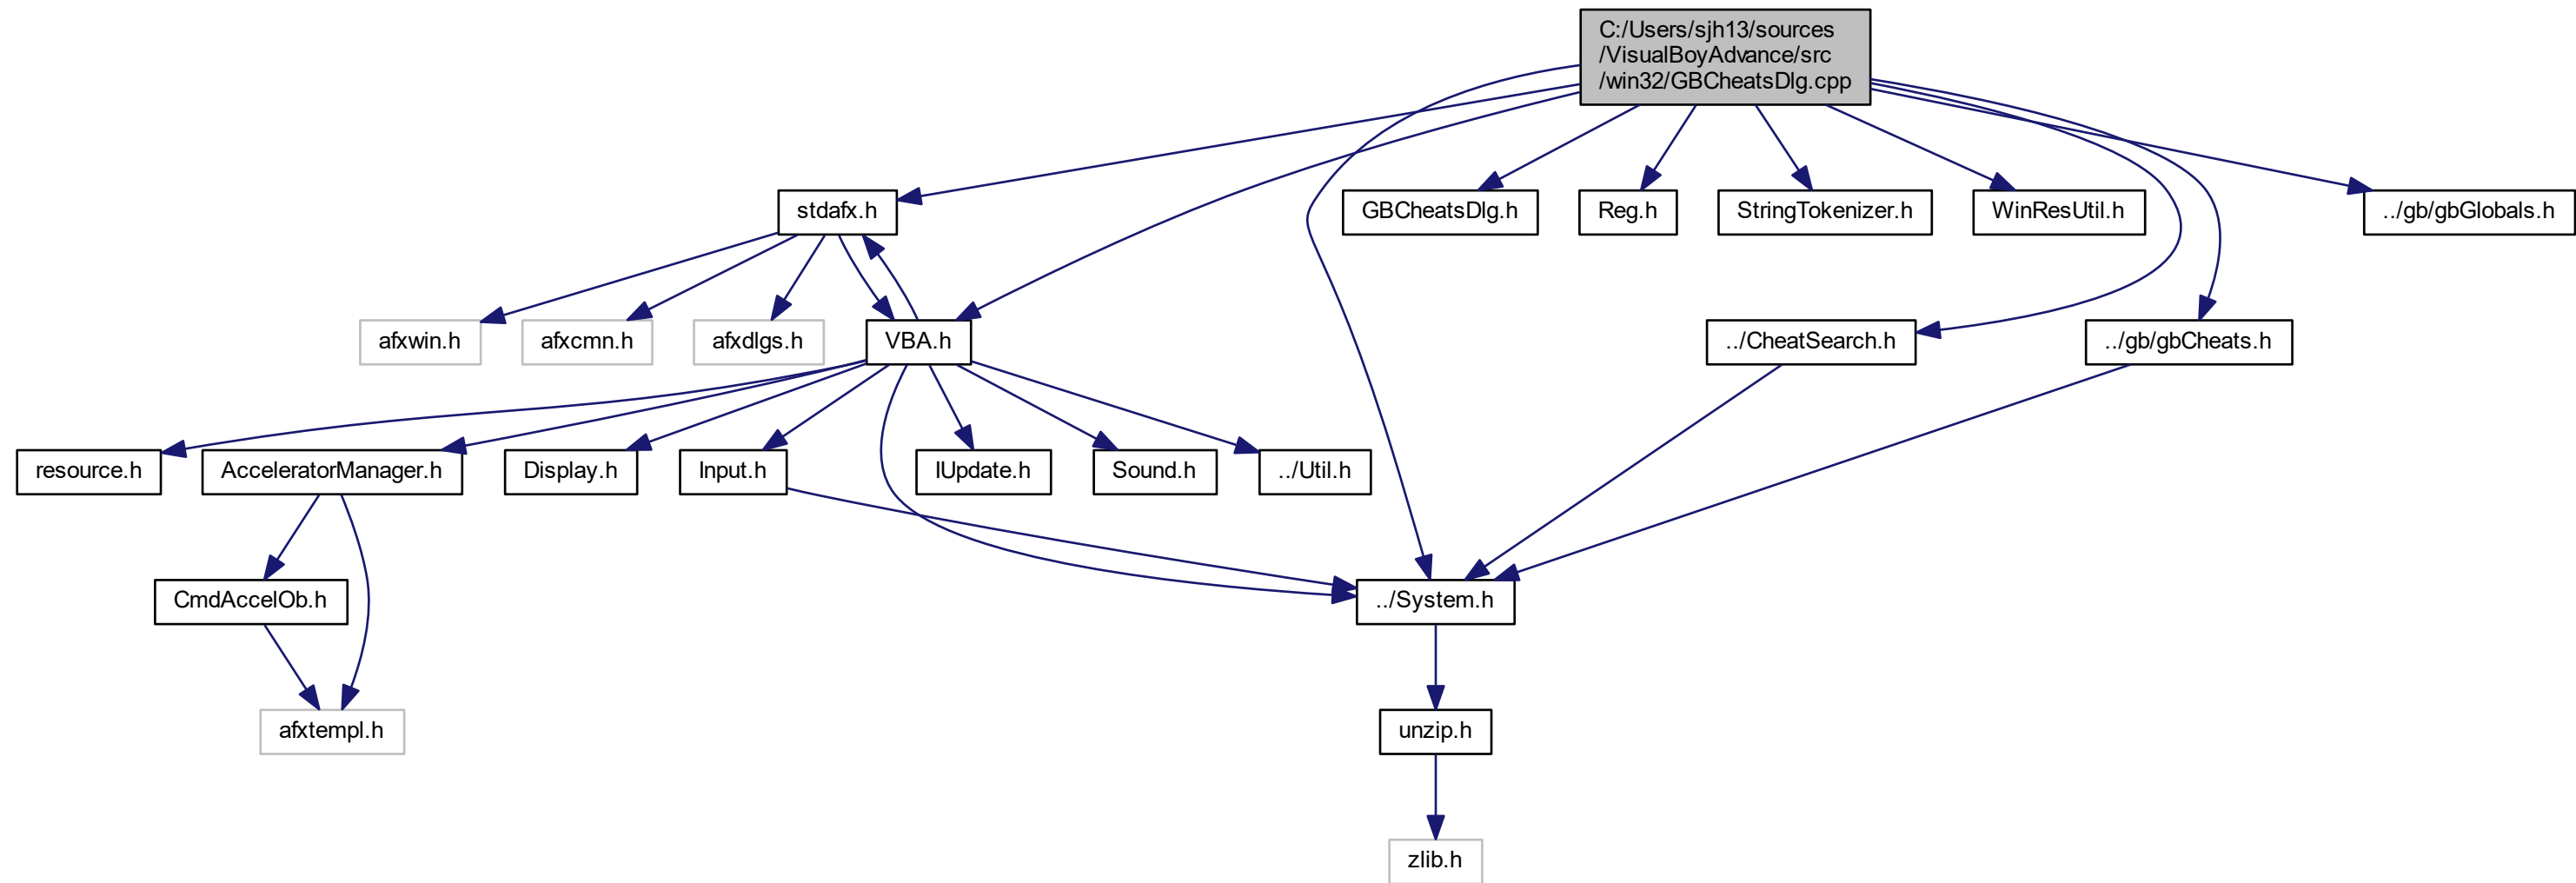 C:/Users/sjh13/sources
/VisualBoyAdvance/src
/win32/GBCheatsDlg.cpp
stdafx.h
GBCheatsDlg.h
Reg.h
StringTokenizer.h
WinResUtil.h
../gb/gbGlobals.h
afxwin.h
afxcmn.h
afxdlgs.h
VBA.h
../CheatSearch.h
../gb/gbCheats.h
resource.h
AcceleratorManager.h
Display.h
Input.h
IUpdate.h
Sound.h
../Util.h
CmdAccelOb.h
../System.h
afxtempl.h
unzip.h
zlib.h